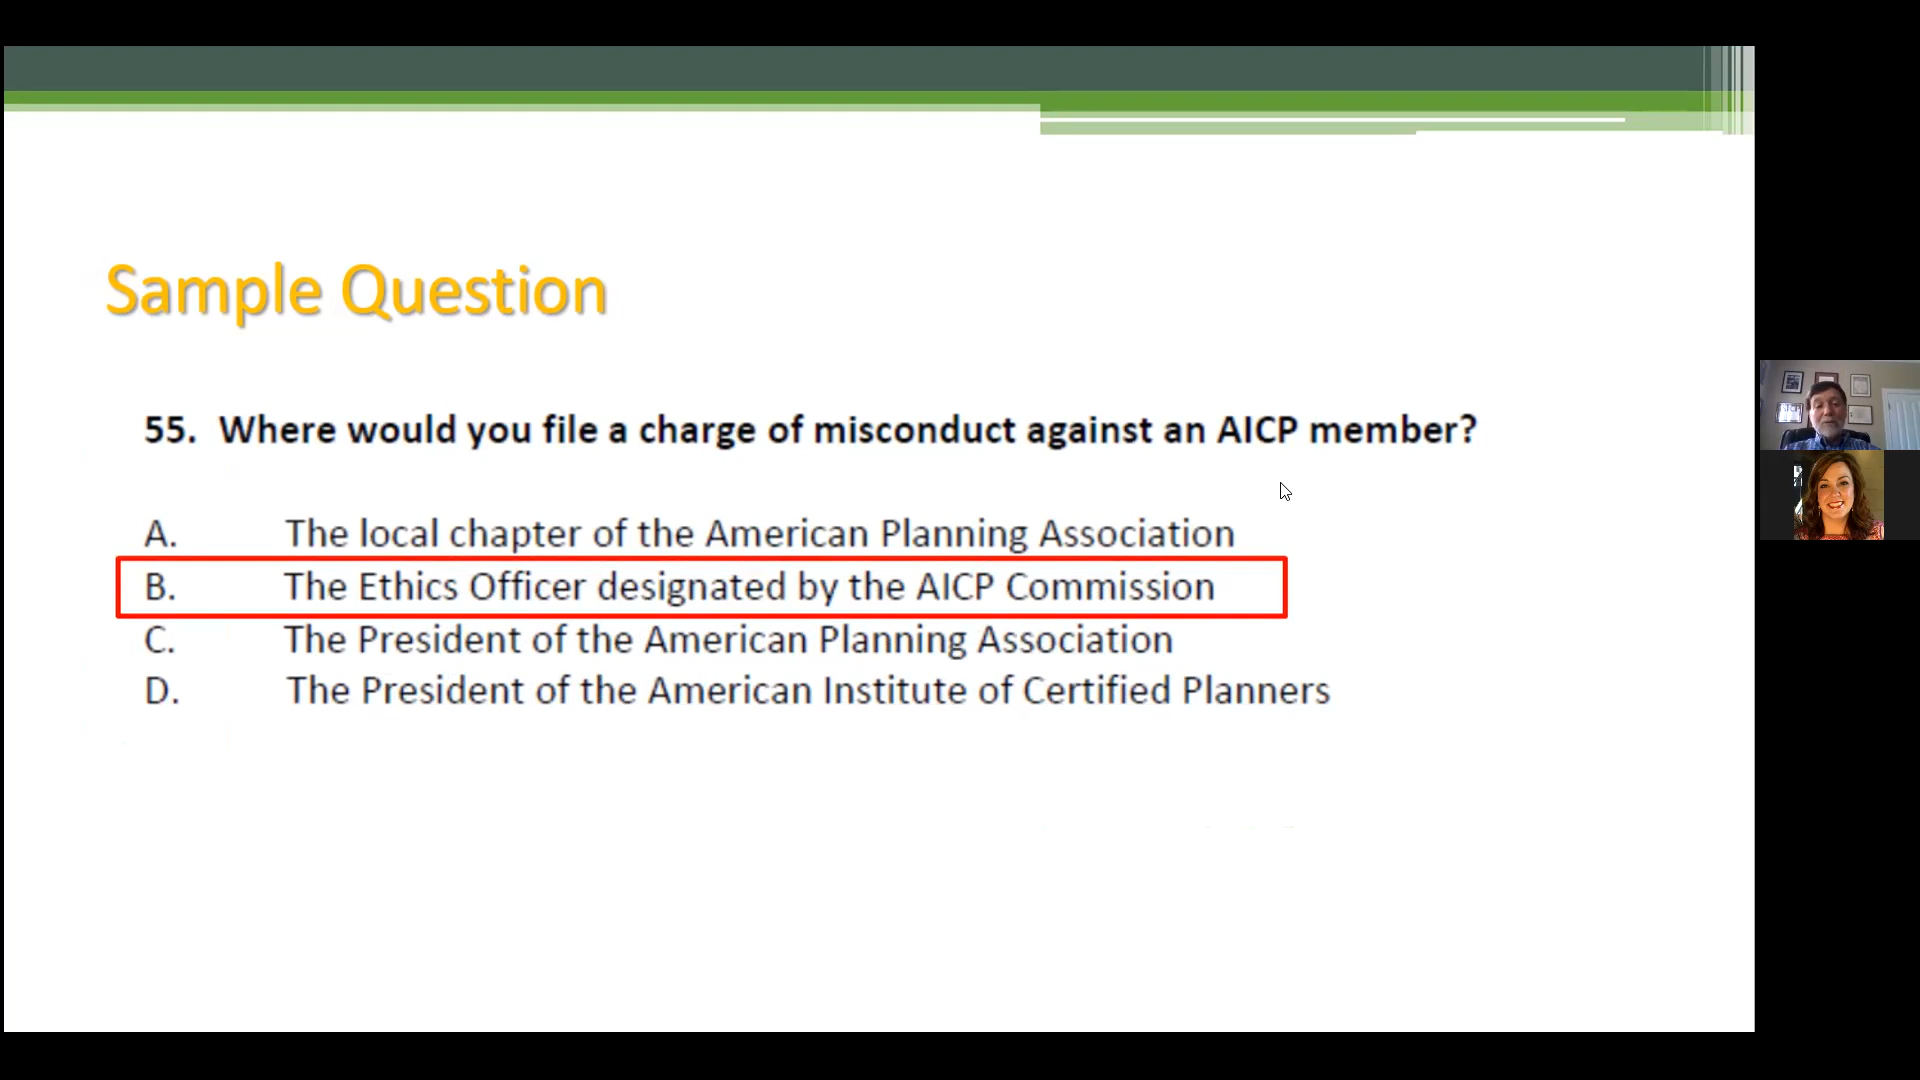 Sample Question
55. Where would you file a charge of misconduct against an AICP member?
A. The local chapter of the American Planning Association
B. The Ethics Officer designated by the AICP Commission
C. The President of the American Planning Association
D. The President of the American Institute of Certified Planners